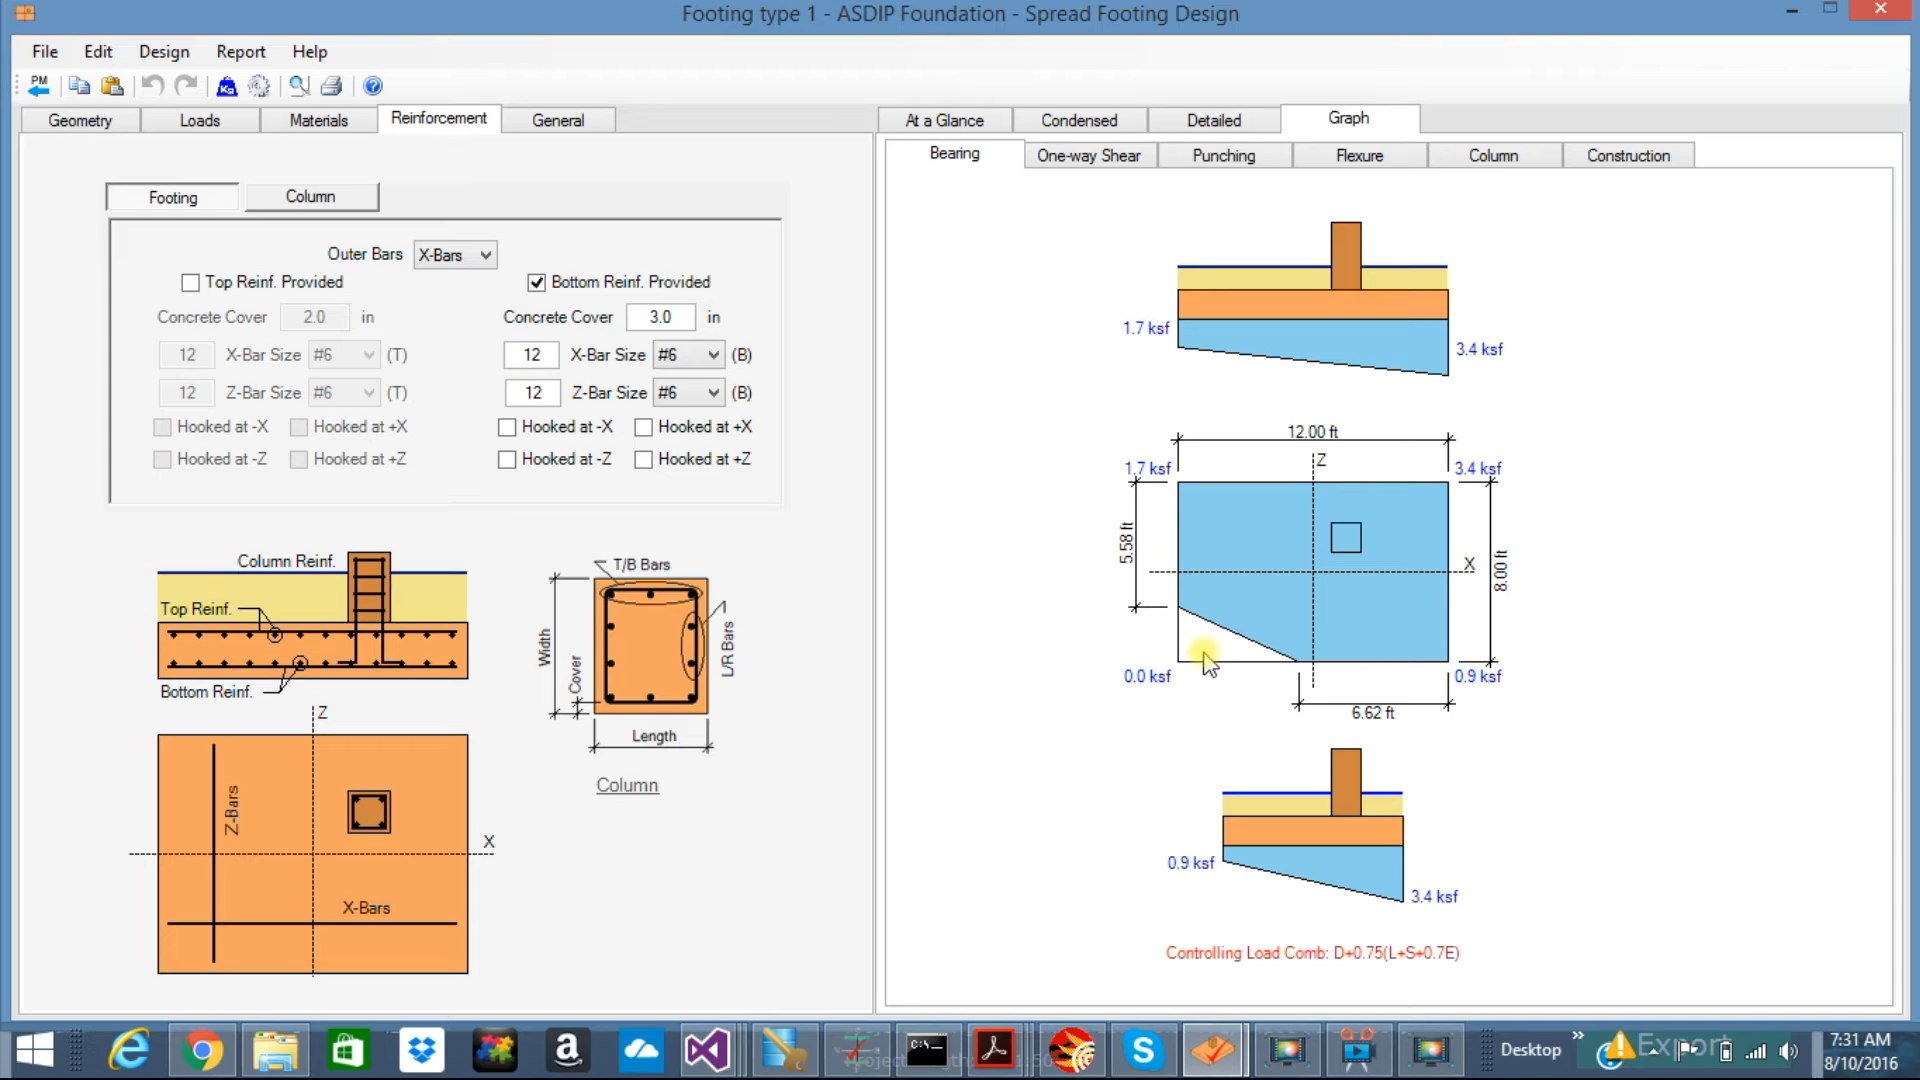 Footing type 1 - ASDIP Foundation - Spread Footing Design
File Edit Design Report Help
PM Kg
Geometry Loads Materials Reinforcement General
At a Glance Condensed Detailed Graph
Bearing One-way Shear Punching Flexure Column Construction
Footing Column
Outer Bars X-Bars
Top Reinf. Provided Bottom Reinf. Provided
Concrete Cover 2.0 in Concrete Cover 3.0 in
12 X-Bar Size #6 (T) 12 X-Bar Size #6 (B)
12 Z-Bar Size #6 (T) 12 Z-Bar Size #6 (B)
Hooked at -X Hooked at +X Hooked at -X Hooked at +X
Hooked at -Z Hooked at +Z Hooked at -Z Hooked at +Z
Column Reinf.
Top Reinf.
Bottom Reinf.
Z
Z-Bars
X
X-Bars
T/B Bars
Width
Cover
L/R Bars
Length
Column
1.7 ksf
3.4 ksf
12.00 ft
Z
1.7 ksf 3.4 ksf
5.58 ft
X
8.00 ft
0.0 ksf 0.9 ksf
6.62 ft
0.9 ksf
3.4 ksf
Controlling Load Comb: D+0.75(L+S+0.7E)
Desktop
Export
7:31 AM
8/10/2016